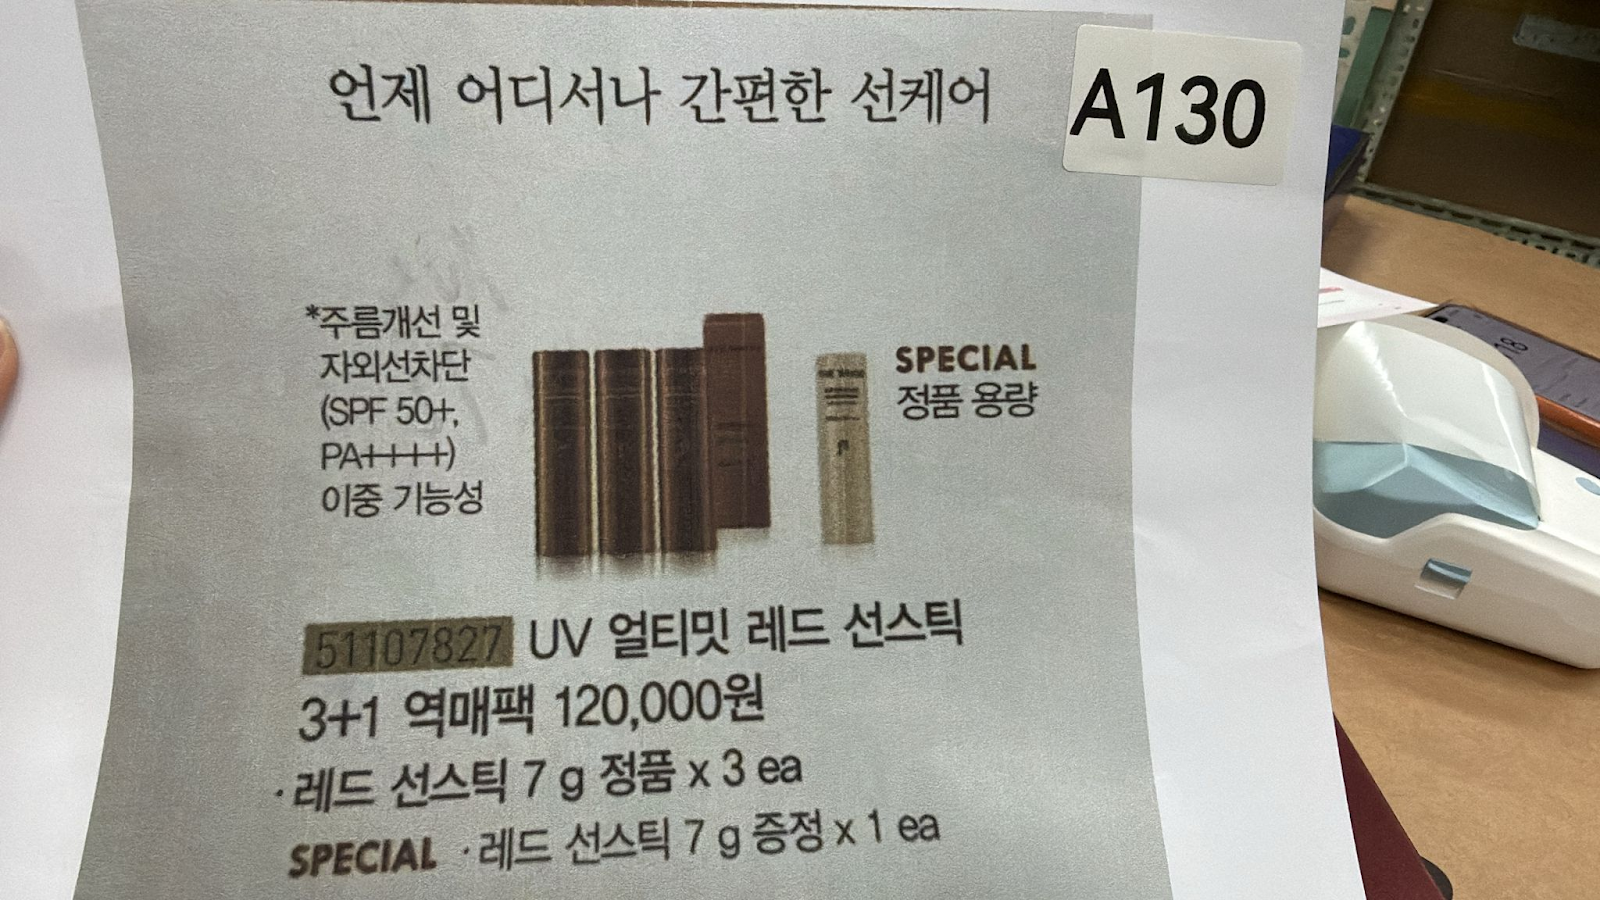 언제 어디서나 간편한 선케어
A130
*주름개선 및
자외선차단
(SPF 50+,
PA++++)
이중 기능성
SPECIAL
정품 용량
51107827 UV 얼티밋 레드 선스틱
3+1 역매팩 120,000원
· 레드 선스틱 7 g 정품 x 3 ea
SPECIAL · 레드 선스틱 7 g 증정 x 1 ea
18